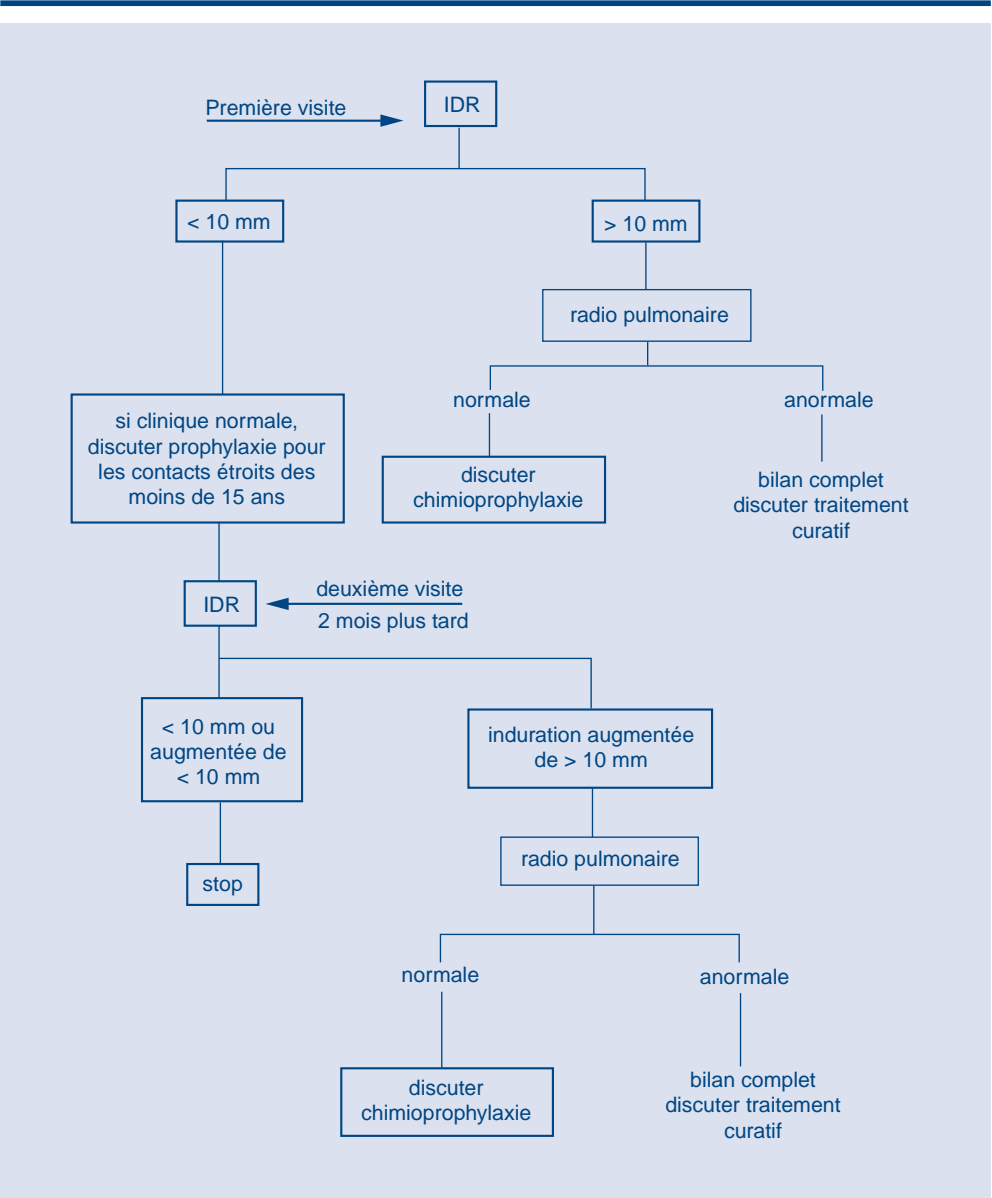 Première visite
IDR
< 10 mm
> 10 mm
radio pulmonaire
normale
anormale
si clinique normale,
discuter prophylaxie pour
les contacts étroits des
moins de 15 ans
discuter
chimioprophylaxie
bilan complet
discuter traitement
curatif
IDR
deuxième visite
2 mois plus tard
< 10 mm ou
augmentée de
< 10 mm
induration augmentée
de > 10 mm
stop
radio pulmonaire
normale
anormale
discuter
chimioprophylaxie
bilan complet
discuter traitement
curatif